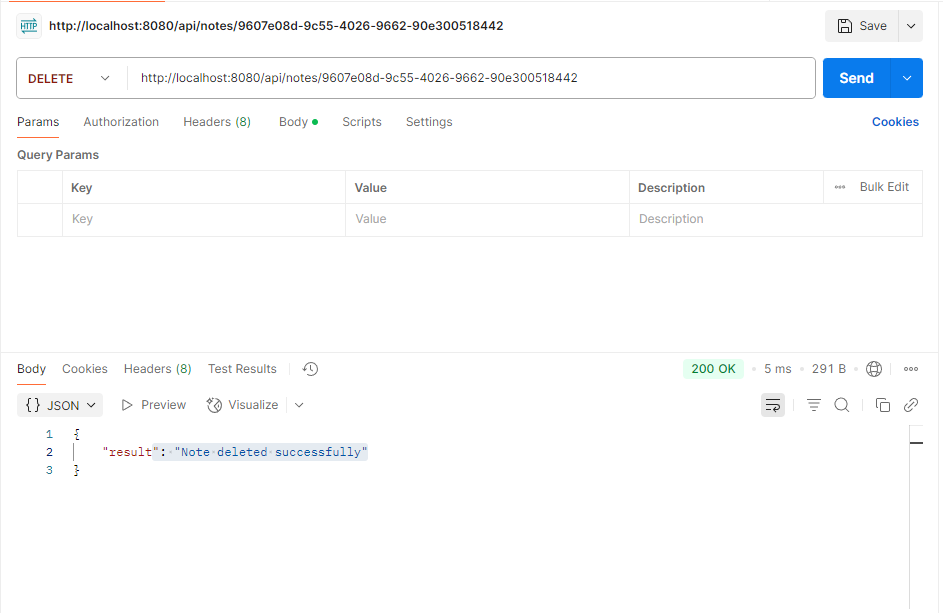 HTTP http://localhost:8080/api/notes/9607e08d-9c55-4026-9662-90e300518442 Save
DELETE http://localhost:8080/api/notes/9607e08d-9c55-4026-9662-90e300518442 Send
Params Authorization Headers (8) Body Scripts Settings Cookies
Query Params
Key Value Description Bulk Edit
Key Value Description
Body Cookies Headers (8) Test Results 200 OK 5 ms 291 B
{} JSON Preview Visualize
1 {
2 "result": "Note deleted successfully"
3 }